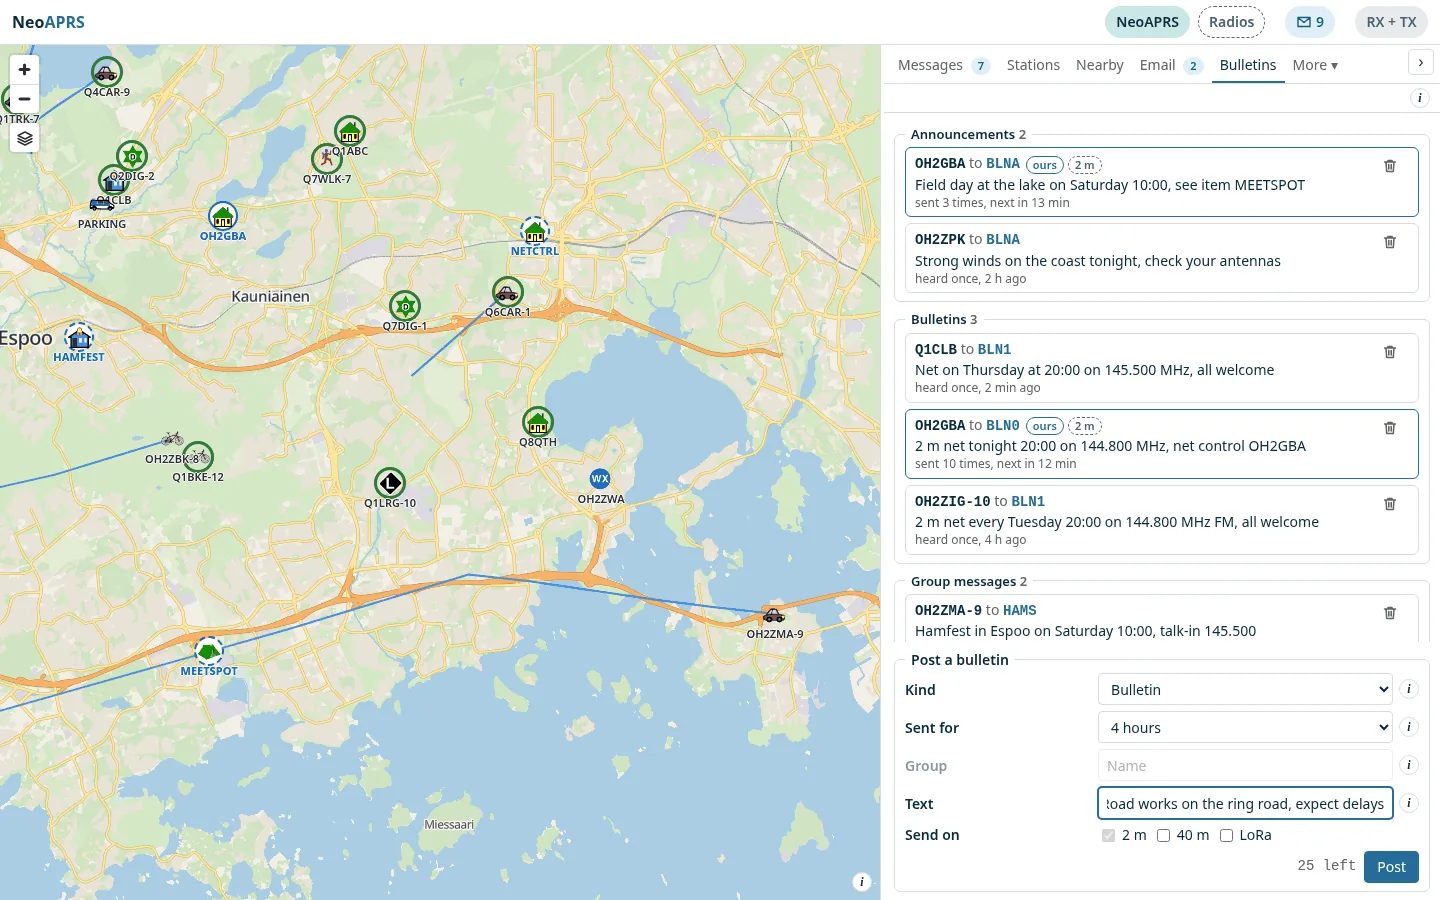 NeoAPRS
NeoAPRS
Radios
9
RX + TX
Messages 7
Stations
Nearby
Email 2
Bulletins
More ▾
›
i
Announcements 2
OH2GBA to BLNA ours 2 m
Field day at the lake on Saturday 10:00, see item MEETSPOT
sent 3 times, next in 13 min
OH2ZPK to BLNA
Strong winds on the coast tonight, check your antennas
heard once, 2 h ago
Bulletins 3
Q1CLB to BLN1
Net on Thursday at 20:00 on 145.500 MHz, all welcome
heard once, 2 min ago
OH2GBA to BLN0 ours 2 m
2 m net tonight 20:00 on 144.800 MHz, net control OH2GBA
sent 10 times, next in 12 min
OH2ZIG-10 to BLN1
2 m net every Tuesday 20:00 on 144.800 MHz FM, all welcome
heard once, 4 h ago
Group messages 2
OH2ZMA-9 to HAMS
Hamfest in Espoo on Saturday 10:00, talk-in 145.500
Post a bulletin
Kind Bulletin i
Sent for 4 hours i
Group Name i
Text Road works on the ring road, expect delays i
Send on 2 m 40 m LoRa
25 left Post
+
−
Q4CAR-9
Q1TRK-7
D
Q2DIG-2
Q1CLB
PARKING
Q1ABC
Q7WLK-7
OH2GBA
NETCTRL
Kauniainen
Q6CAR-1
D
Q7DIG-1
Espoo
HAMFEST
Q8QTH
OH2ZBK-8
Q1BKE-12
L
Q1LRG-10
WX
OH2ZWA
OH2ZMA-9
MEETSPOT
Miessaari
i